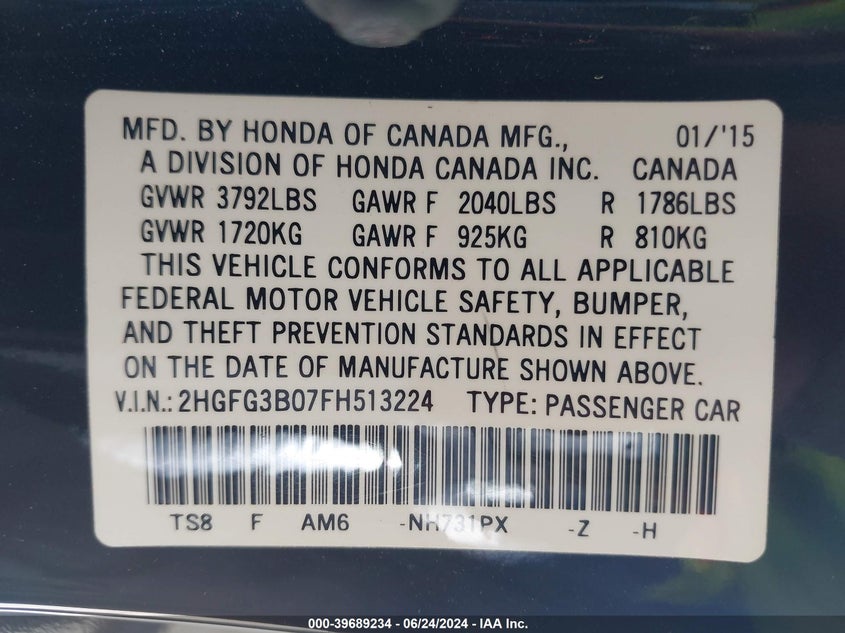 MFD. BY HONDA OF CANADA MFG., 01/'15
A DIVISION OF HONDA CANADA INC. CANADA
GVWR 3792LBS GAWR F 2040LBS R 1786LBS
GVWR 1720KG GAWR F 925KG R 810KG
THIS VEHICLE CONFORMS TO ALL APPLICABLE
FEDERAL MOTOR VEHICLE SAFETY, BUMPER,
AND THEFT PREVENTION STANDARDS IN EFFECT
ON THE DATE OF MANUFACTURE SHOWN ABOVE.
V.I.N.: 2HGFG3B07FH513224 TYPE: PASSENGER CAR
TS8 F AM6 -NH731PX -Z -H
000-39689234 / 06/24/2024 - IAA Inc.